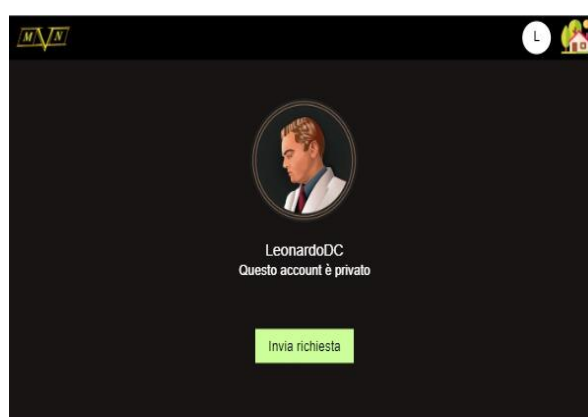 MVN
L
LeonardoDC
Questo account è privato
Invia richiesta